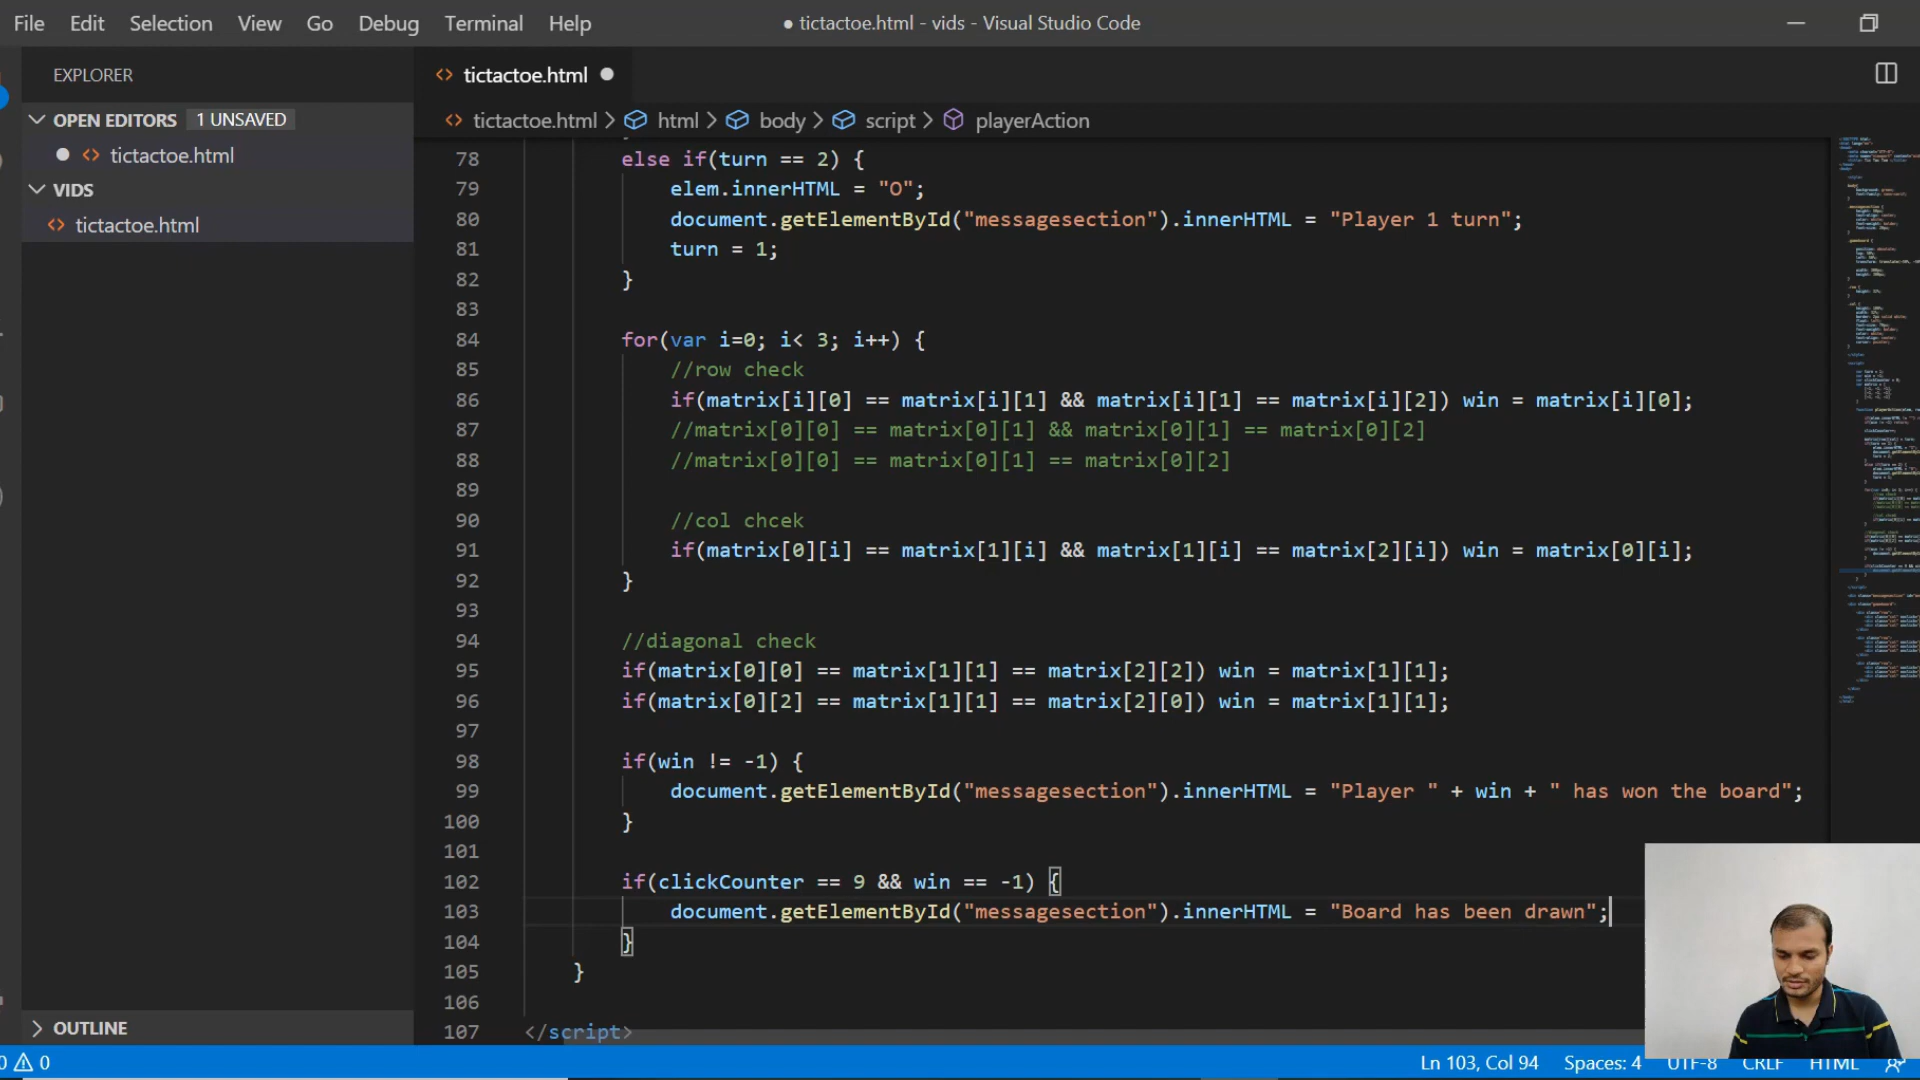 File Edit Selection View Go Debug Terminal Help
● tictactoe.html - vids - Visual Studio Code
EXPLORER
tictactoe.html
OPEN EDITORS 1 UNSAVED
tictactoe.html > html > body > script > playerAction
tictactoe.html
VIDS
tictactoe.html
78 else if(turn == 2) {
79 elem.innerHTML = "O";
80 document.getElementById("messagesection").innerHTML = "Player 1 turn";
81 turn = 1;
82 }
83
84 for(var i=0; i< 3; i++) {
85 //row check
86 if(matrix[i][0] == matrix[i][1] && matrix[i][1] == matrix[i][2]) win = matrix[i][0];
87 //matrix[0][0] == matrix[0][1] && matrix[0][1] == matrix[0][2]
88 //matrix[0][0] == matrix[0][1] == matrix[0][2]
89
90 //col chcek
91 if(matrix[0][i] == matrix[1][i] && matrix[1][i] == matrix[2][i]) win = matrix[0][i];
92 }
93
94 //diagonal check
95 if(matrix[0][0] == matrix[1][1] == matrix[2][2]) win = matrix[1][1];
96 if(matrix[0][2] == matrix[1][1] == matrix[2][0]) win = matrix[1][1];
97
98 if(win != -1) {
99 document.getElementById("messagesection").innerHTML = "Player " + win + " has won the board";
100 }
101
102 if(clickCounter == 9 && win == -1) {
103 document.getElementById("messagesection").innerHTML = "Board has been drawn";
104 }
105 }
106
107 </script>
OUTLINE
0 0 Ln 103, Col 94 Spaces: 4 UTF-8 CRLF HTML